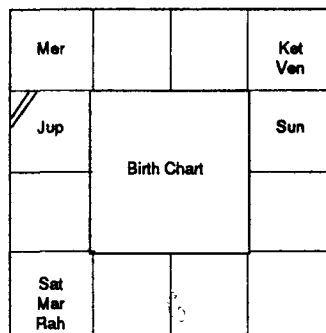 Mer
Ket
Ven
Jup
Sun
Birth Chart
Sat
Mar
Rah